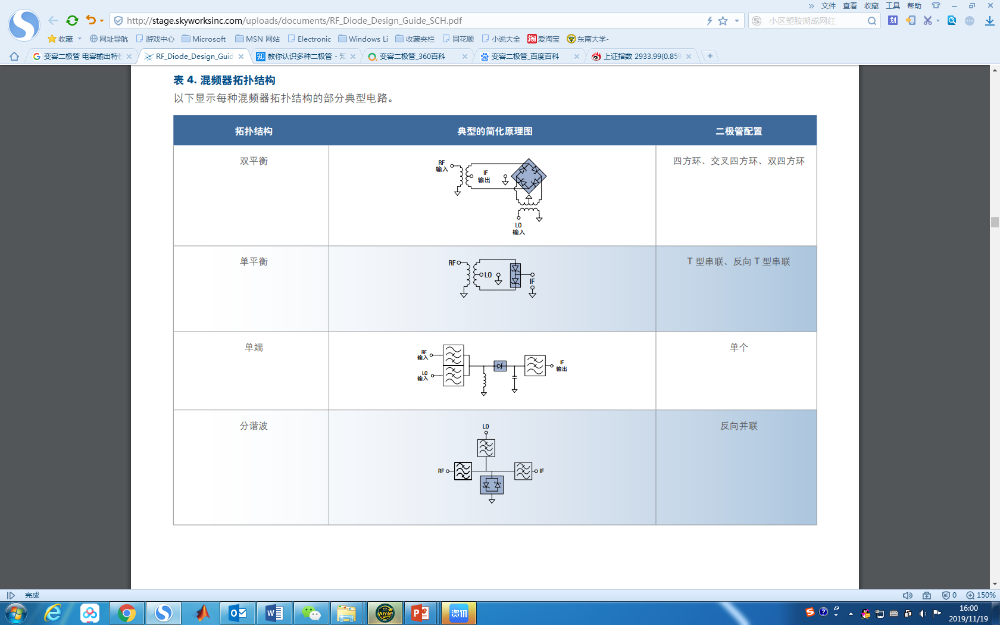 文件 查看 收藏 工具 帮助
http://stage.skyworksinc.com/uploads/documents/RF_Diode_Design_Guide_SCH.pdf
小区塑胶湖成网红
划
收藏 网址导航 游戏中心 Microsoft MSN 网站 Electronic Windows Li 收藏夹栏 同花顺 小说大全 淘 爱淘宝 东南大学-
变容二极管 电容输出特性 RF_Diode_Design_Guid 知 教你认识多种二极管 - 知 变容二极管_360百科 变容二极管_百度百科 上证指数 2933.99(0.85%
表 4. 混频器拓扑结构
以下显示每种混频器拓扑结构的部分典型电路。
拓扑结构 典型的简化原理图 二极管配置
双平衡
RF
输入
IF
输出
LO
输入
四方环、交叉四方环、双四方环
单平衡
RF
LO
IF
T 型串联、反向 T 型串联
单端
RF
输入
LO
输入
IF
输出
单个
分谐波
LO
RF
IF
反向并联
完成
0
150%
资讯
16:00
2019/11/19